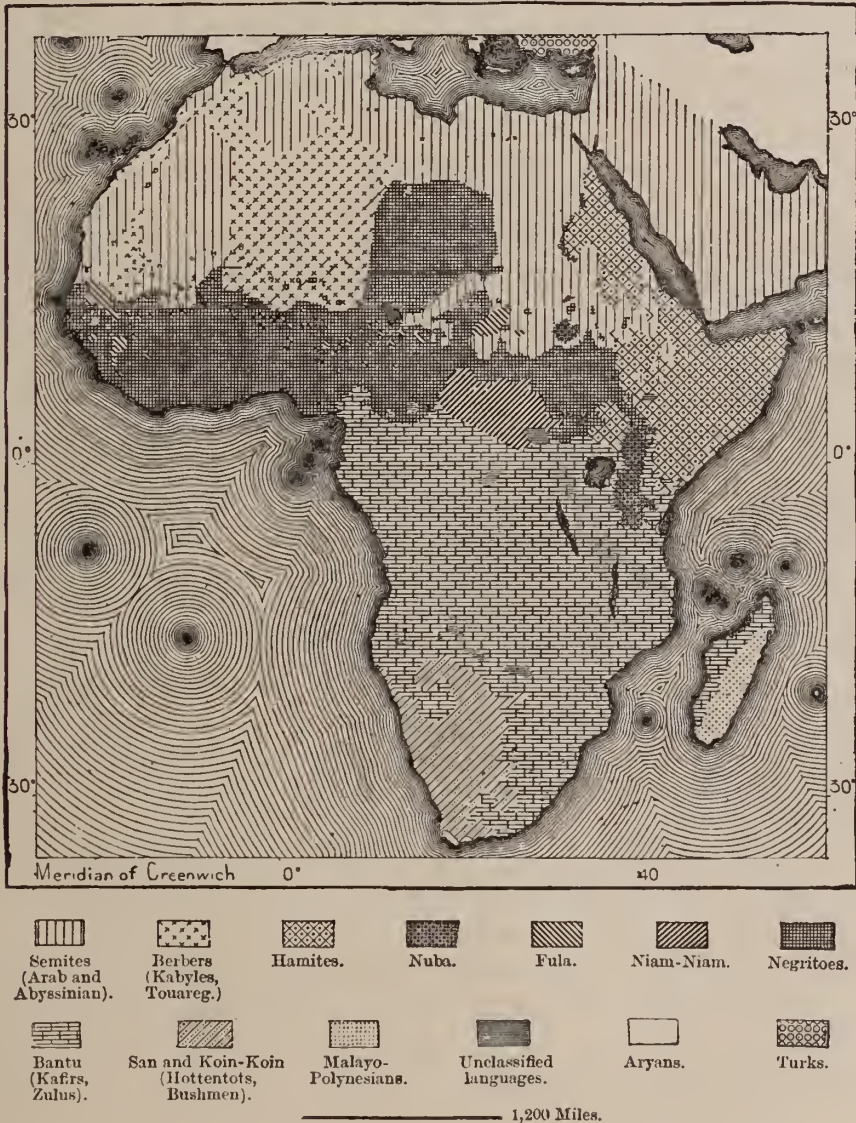 30°
30°
0°
0°
30°
30°
Meridian of Greenwich 0° 40
Semites
(Arab and
Abyssinian).
Berbers
(Kabyles,
Touareg.)
Hamites.
Nuba.
Fula.
Niam-Niam.
Negritoes.
Bantu
(Kafirs,
Zulus).
San and Koin-Koin
(Hottentots,
Bushmen).
Malayo-
Polynesians.
Unclassified
languages.
Aryans.
Turks.
1,200 Miles.